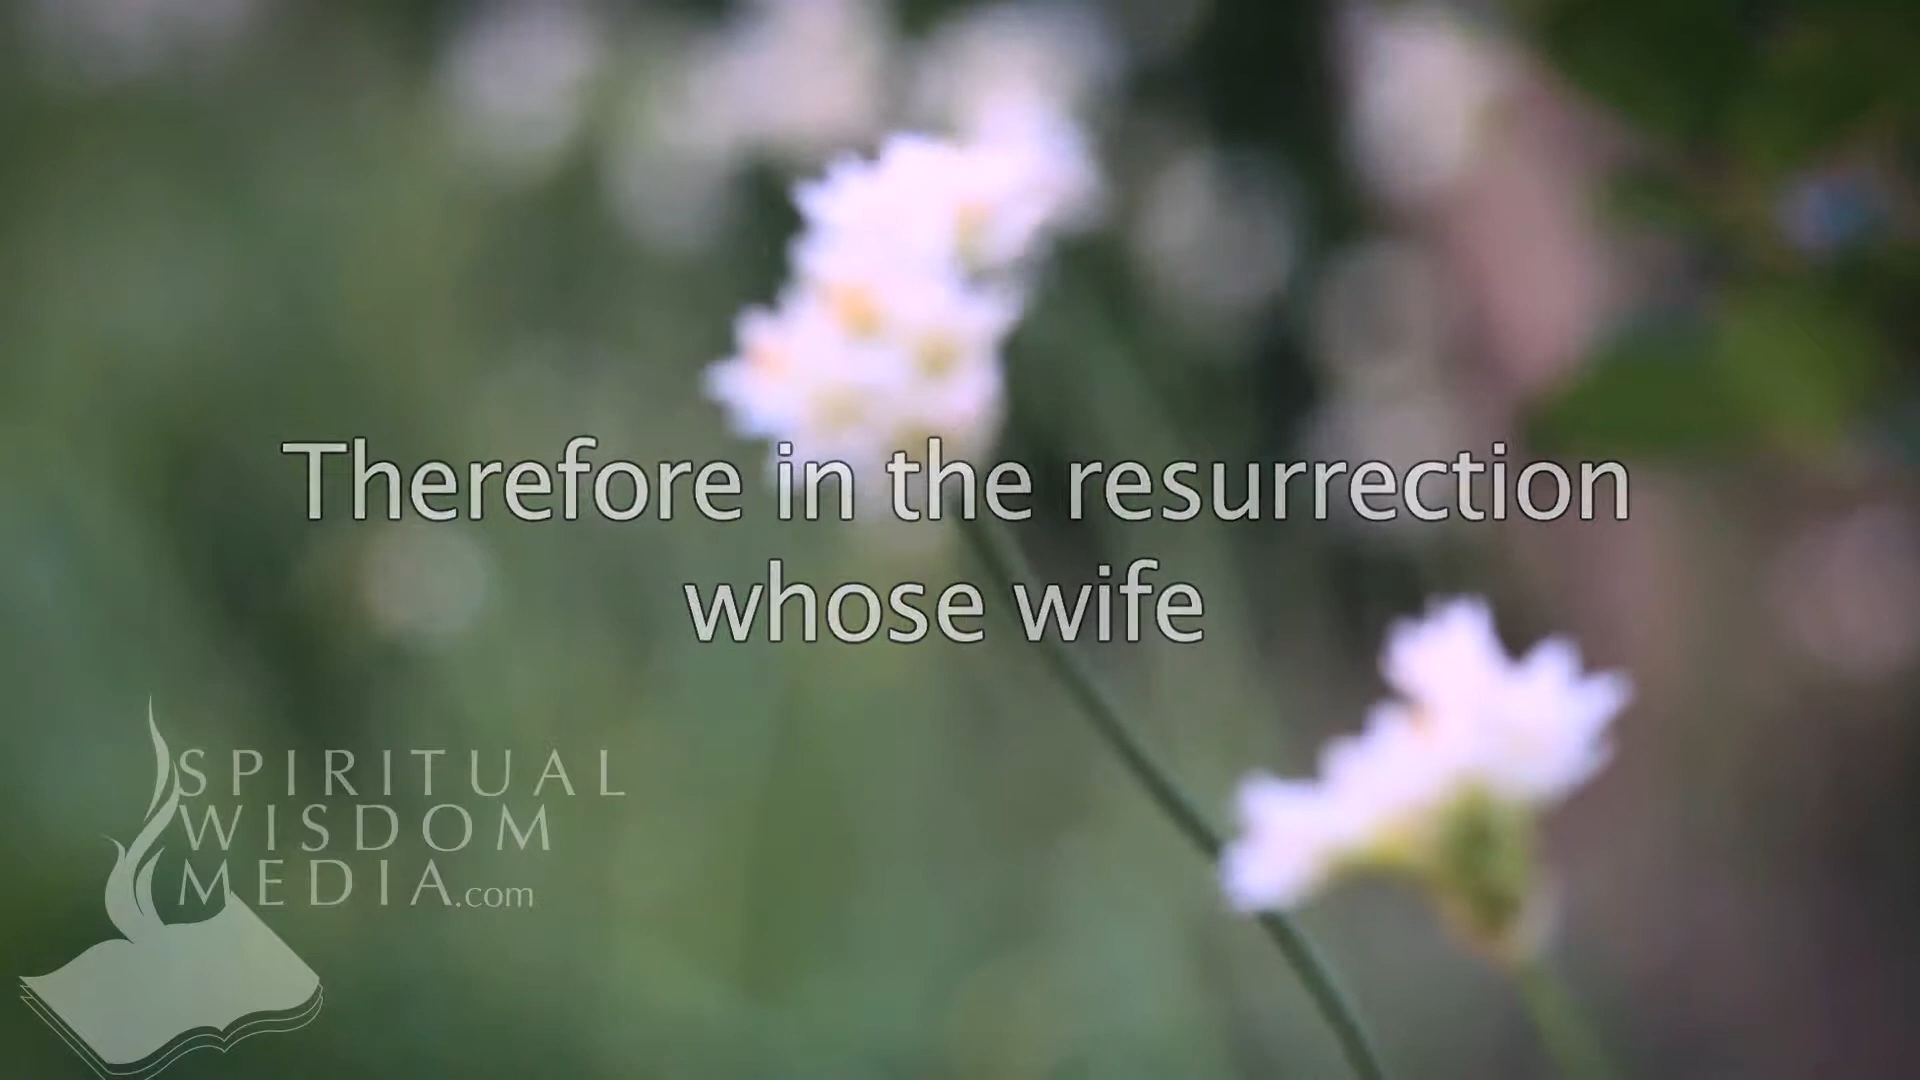 Therefore in the resurrection
whose wife
SPIRITUAL
WISDOM
MEDIA.com